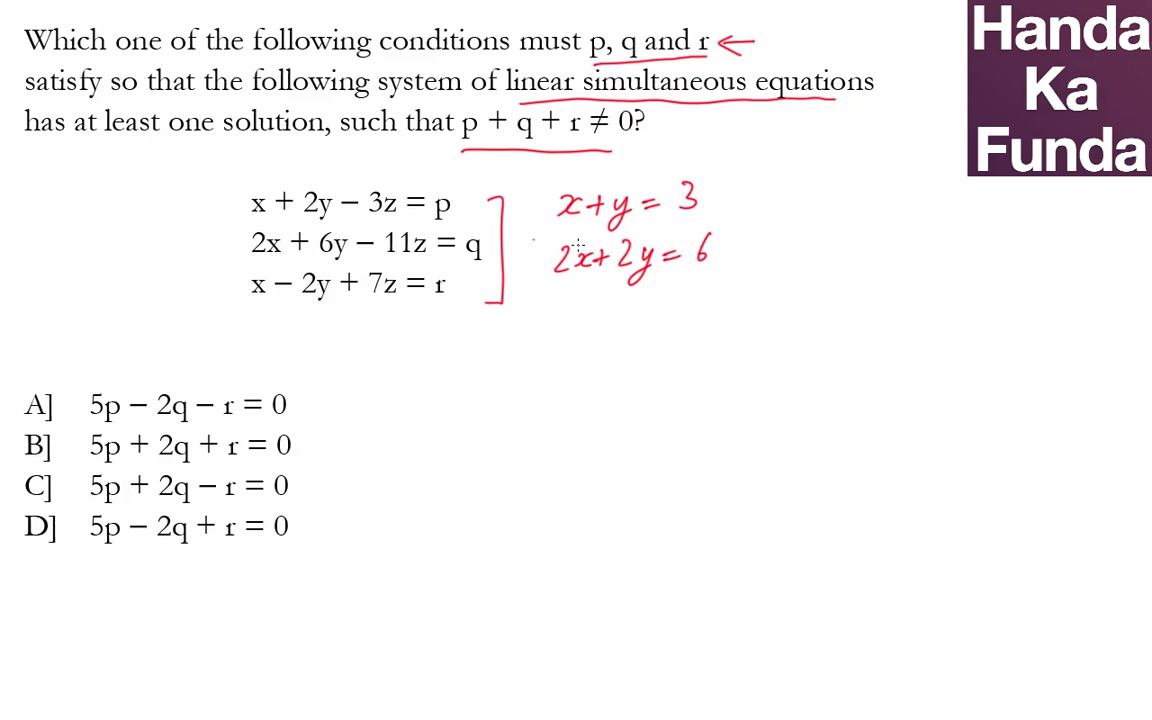 Which one of the following conditions must p, q and r ←
satisfy so that the following system of linear simultaneous equations
has at least one solution, such that p + q + r ≠ 0?
Handa
Ka
Funda
x + 2y − 3z = p
2x + 6y − 11z = q
x − 2y + 7z = r
x+y = 3
2x+2y = 6
A] 5p − 2q − r = 0
B] 5p + 2q + r = 0
C] 5p + 2q − r = 0
D] 5p − 2q + r = 0